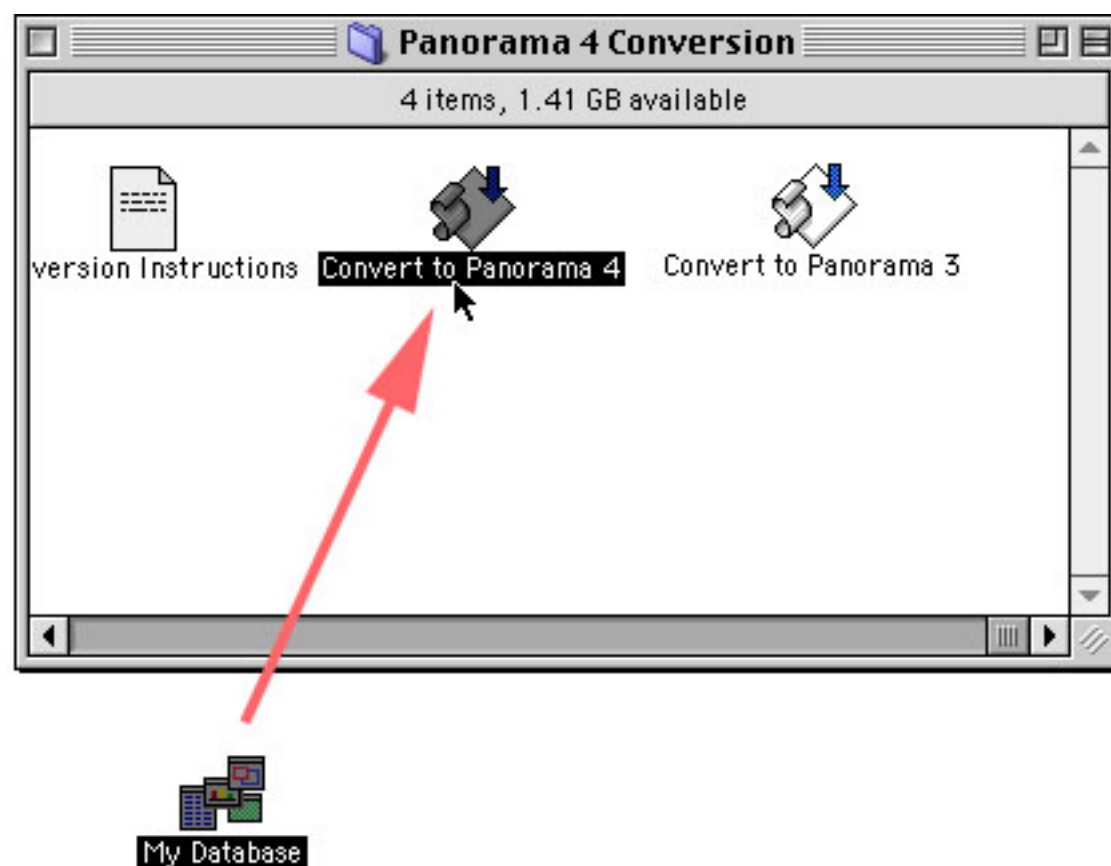 Panorama 4 Conversion
4 items, 1.41 GB available
version Instructions
Convert to Panorama 4
Convert to Panorama 3
My Database